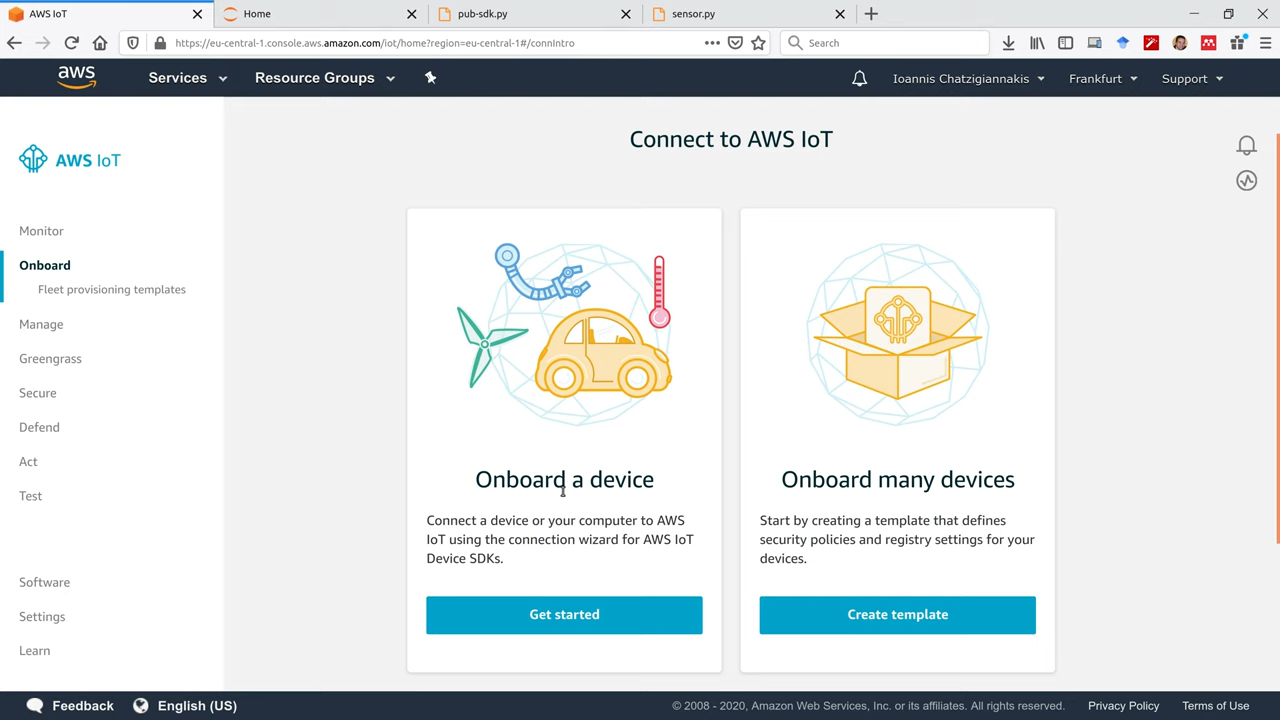 AWS IoT
Home
pub-sdk.py
sensor.py
https://eu-central-1.console.aws.amazon.com/iot/home?region=eu-central-1#/connIntro
Search
aws
Services
Resource Groups
Ioannis Chatzigiannakis
Frankfurt
Support
AWS IoT
Monitor
Onboard
Fleet provisioning templates
Manage
Greengrass
Secure
Defend
Act
Test
Software
Settings
Learn
Connect to AWS IoT
Onboard a device
Connect a device or your computer to AWS
IoT using the connection wizard for AWS IoT
Device SDKs.
Get started
Onboard many devices
Start by creating a template that defines
security policies and registry settings for your
devices.
Create template
Feedback
English (US)
© 2008 - 2020, Amazon Web Services, Inc. or its affiliates. All rights reserved.
Privacy Policy
Terms of Use